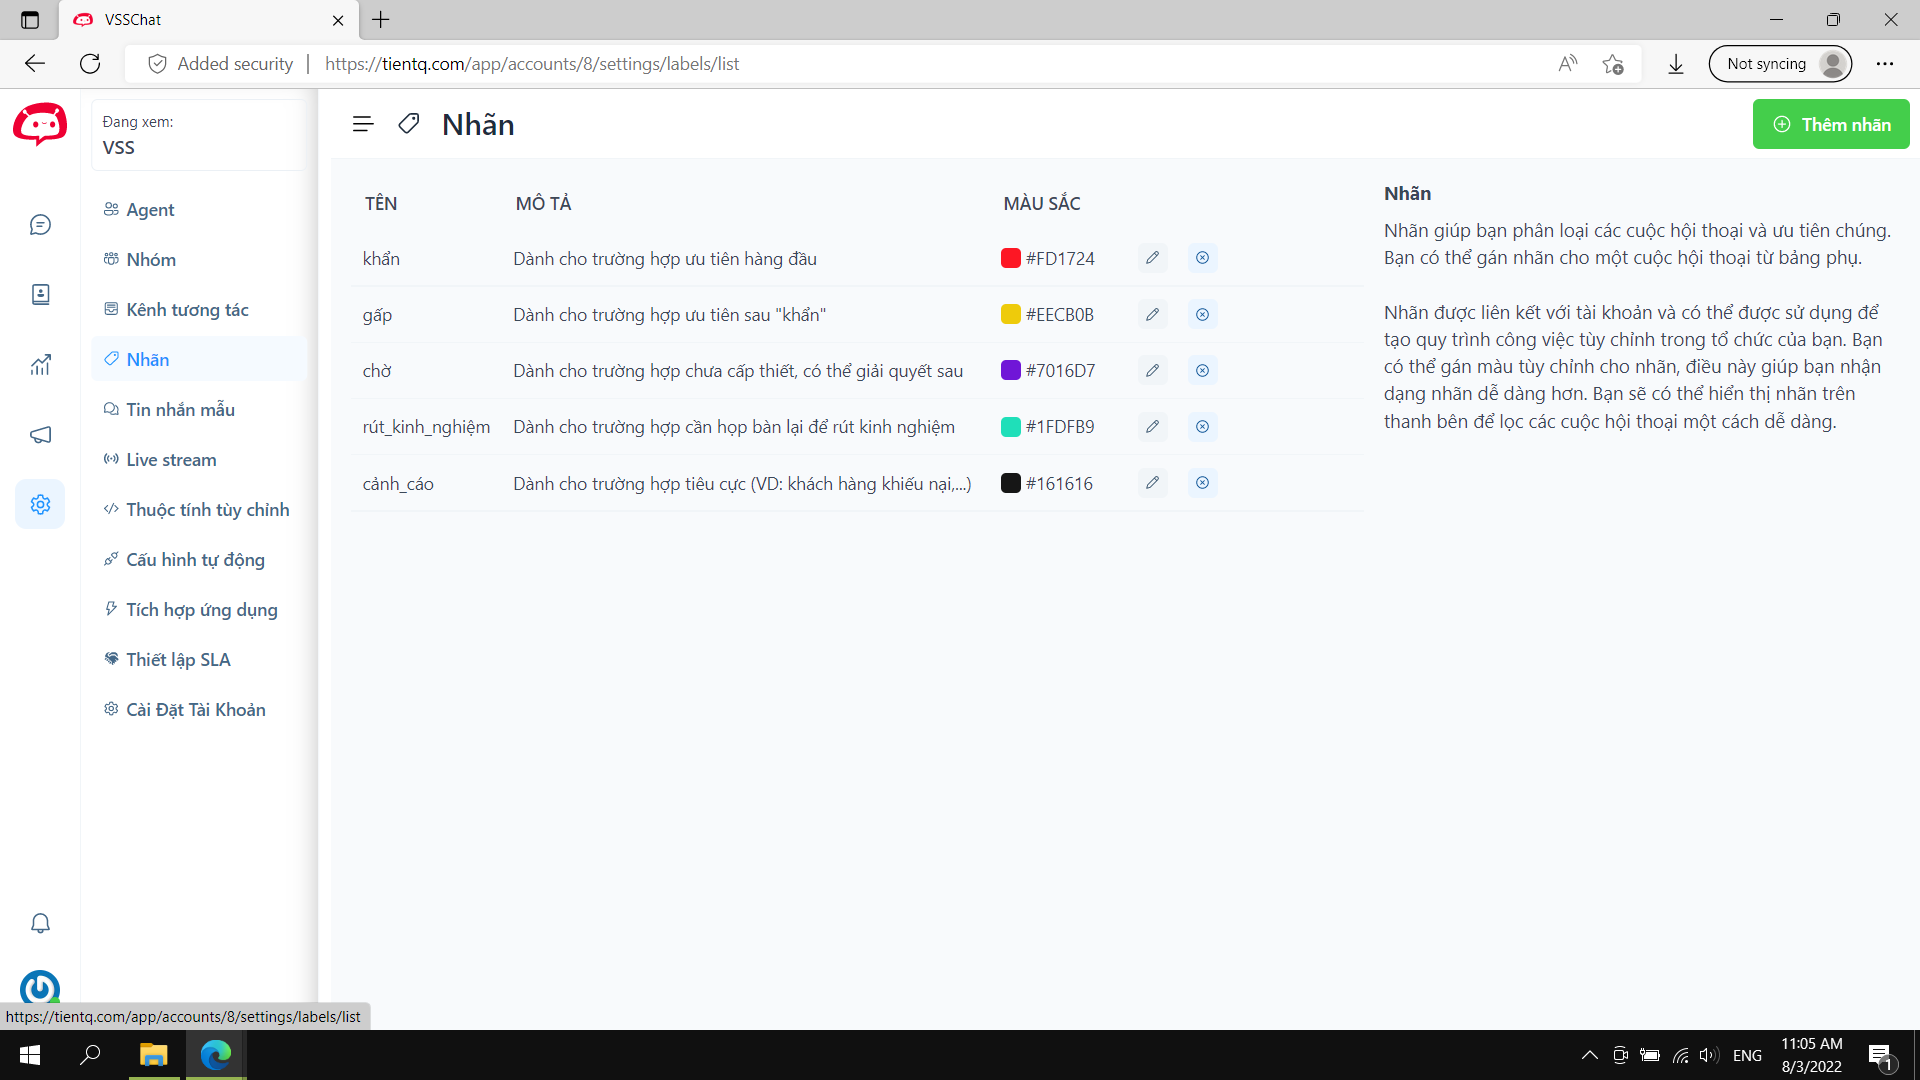 VSSChat
Added security
https://tientq.com/app/accounts/8/settings/labels/list
Not syncing
Đang xem:
VSS
Agent
Nhóm
Kênh tương tác
Nhãn
Tin nhắn mẫu
Live stream
Thuộc tính tùy chỉnh
Cấu hình tự động
Tích hợp ứng dụng
Thiết lập SLA
Cài Đặt Tài Khoản
Nhãn
Thêm nhãn
TÊN MÔ TẢ MÀU SẮC
khẩn Dành cho trường hợp ưu tiên hàng đầu #FD1724
gấp Dành cho trường hợp ưu tiên sau "khẩn" #EECB0B
chờ Dành cho trường hợp chưa cấp thiết, có thể giải quyết sau #7016D7
rút_kinh_nghiệm Dành cho trường hợp cần họp bàn lại để rút kinh nghiệm #1FDFB9
cảnh_cáo Dành cho trường hợp tiêu cực (VD: khách hàng khiếu nại,...) #161616
Nhãn
Nhãn giúp bạn phân loại các cuộc hội thoại và ưu tiên chúng.
Bạn có thể gán nhãn cho một cuộc hội thoại từ bảng phụ.
Nhãn được liên kết với tài khoản và có thể được sử dụng để
tạo quy trình công việc tùy chỉnh trong tổ chức của bạn. Bạn
có thể gán màu tùy chỉnh cho nhãn, điều này giúp bạn nhận
dạng nhãn dễ dàng hơn. Bạn sẽ có thể hiển thị nhãn trên
thanh bên để lọc các cuộc hội thoại một cách dễ dàng.
https://tientq.com/app/accounts/8/settings/labels/list
ENG
11:05 AM
8/3/2022
1